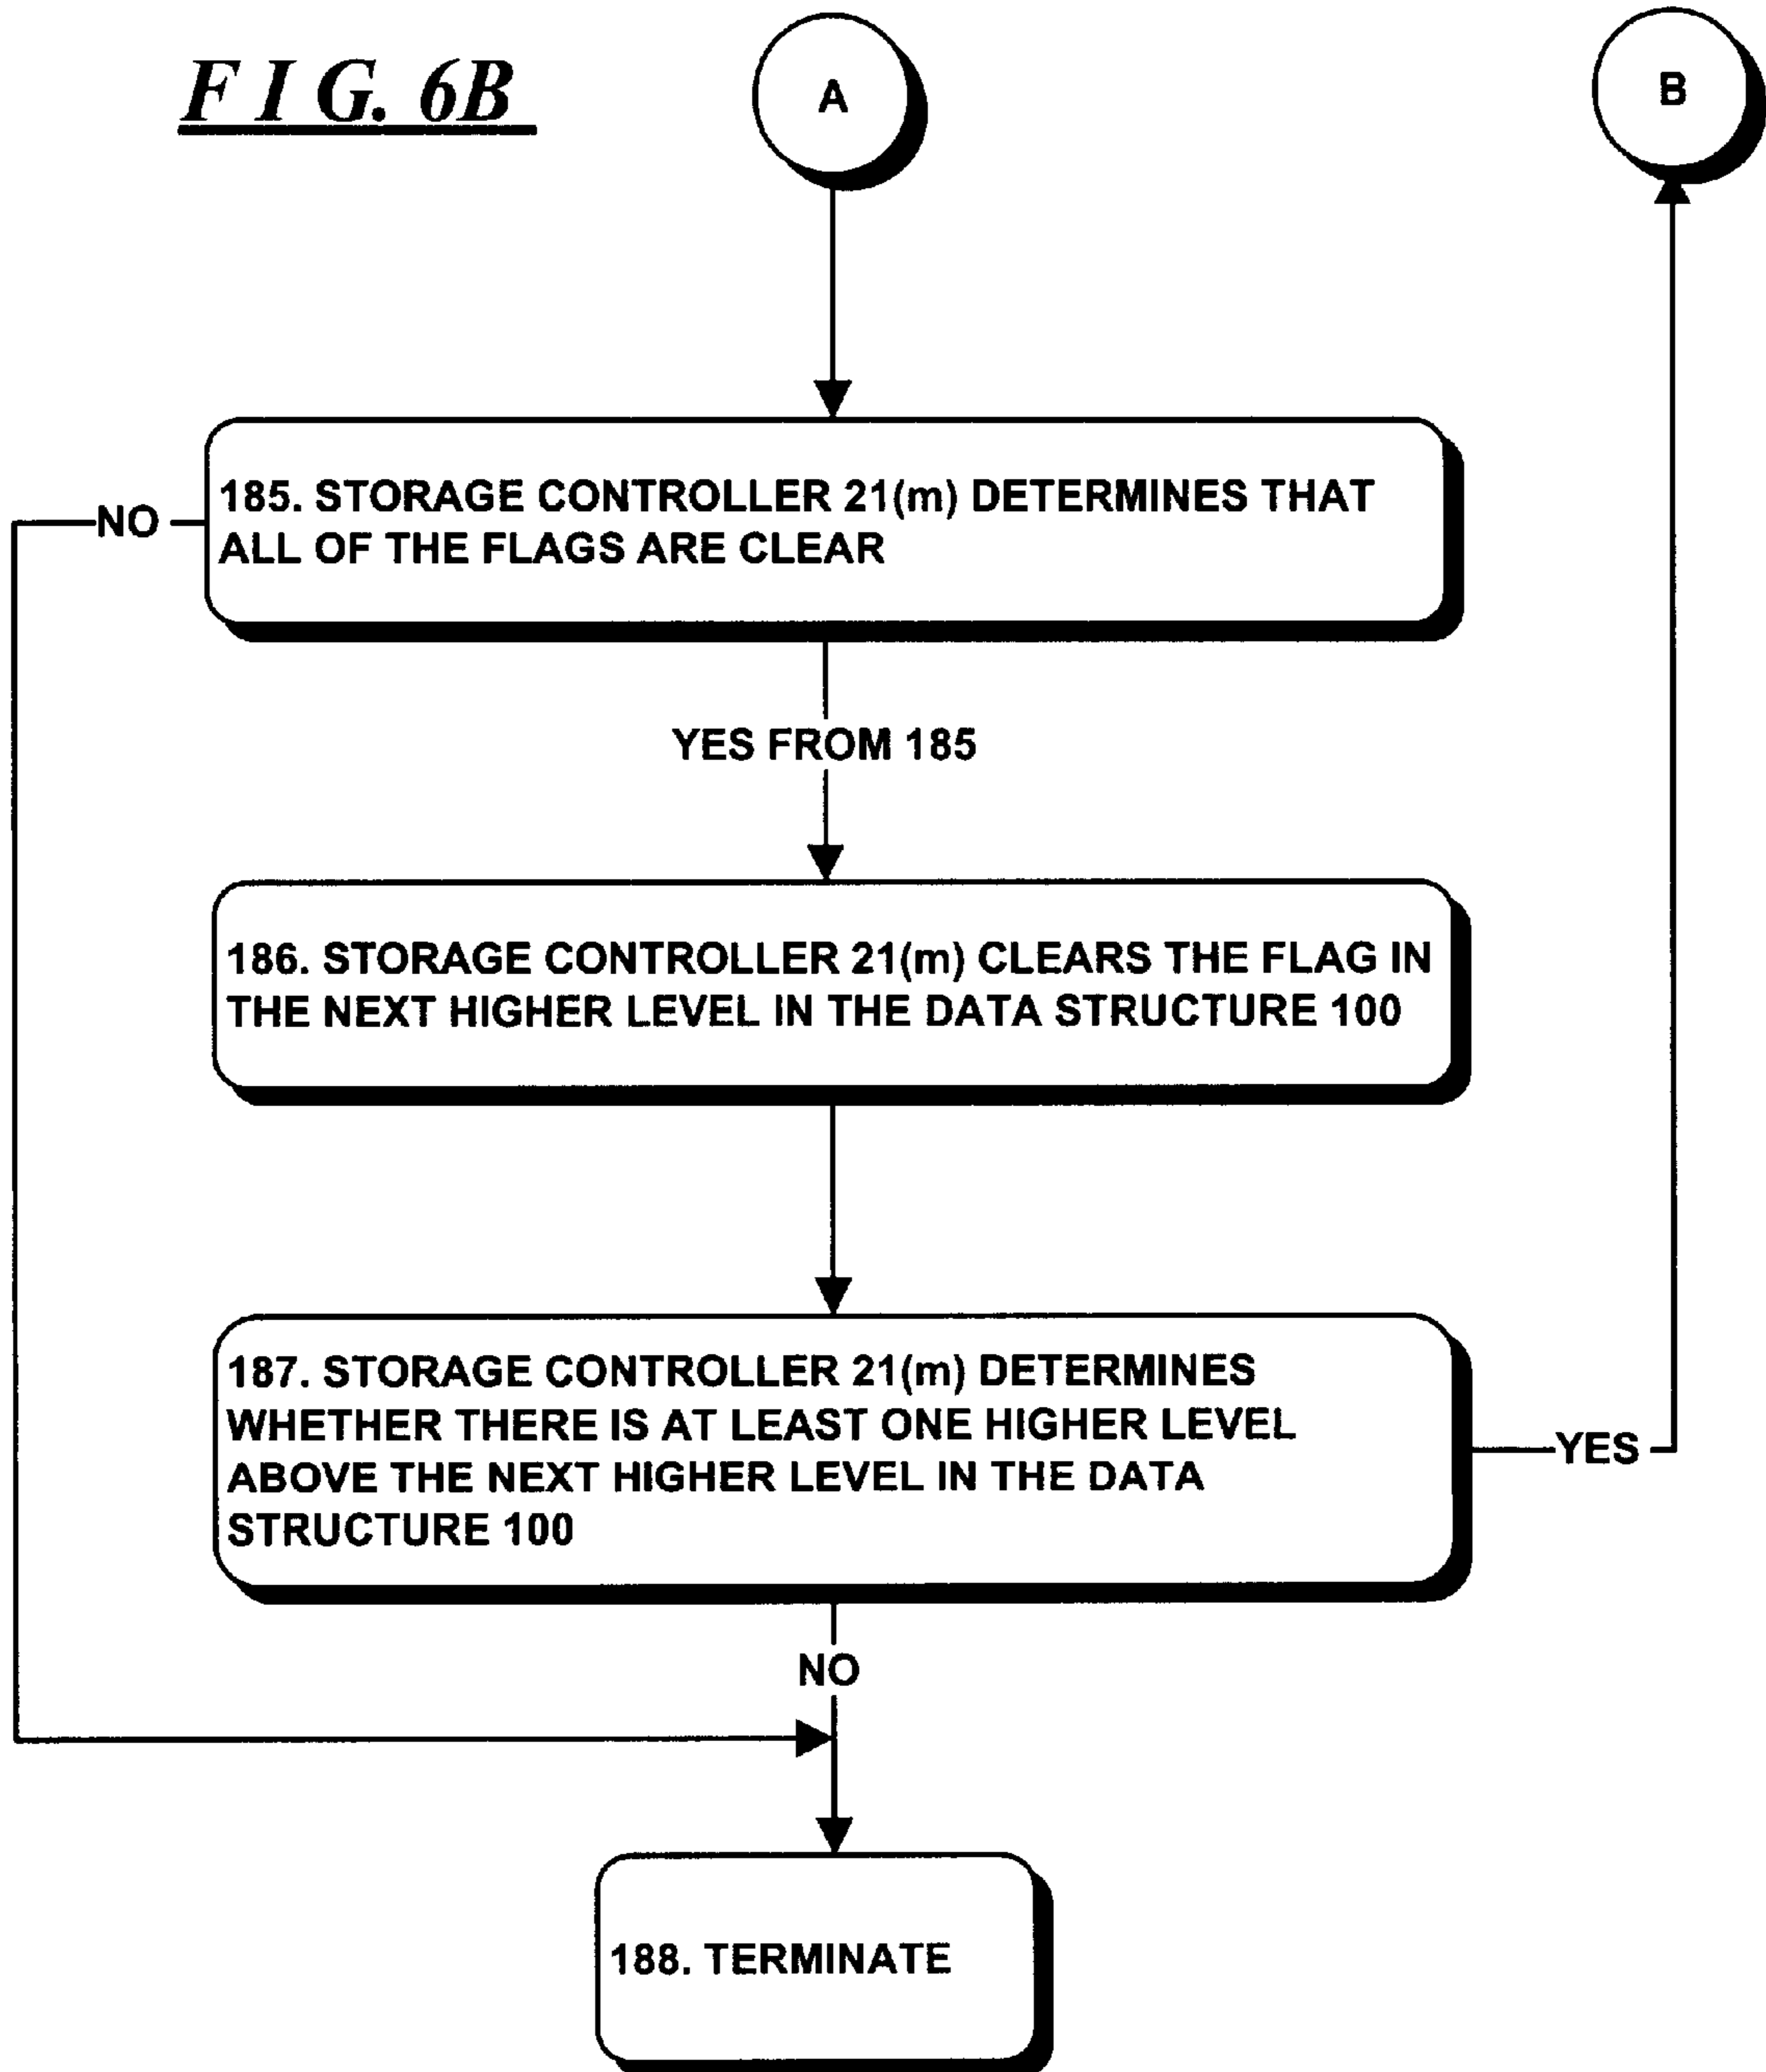 FIG. 6B
A
B
185. STORAGE CONTROLLER 21(m) DETERMINES THAT
ALL OF THE FLAGS ARE CLEAR
NO
YES FROM 185
186. STORAGE CONTROLLER 21(m) CLEARS THE FLAG IN
THE NEXT HIGHER LEVEL IN THE DATA STRUCTURE 100
187. STORAGE CONTROLLER 21(m) DETERMINES
WHETHER THERE IS AT LEAST ONE HIGHER LEVEL
ABOVE THE NEXT HIGHER LEVEL IN THE DATA
STRUCTURE 100
YES
NO
188. TERMINATE